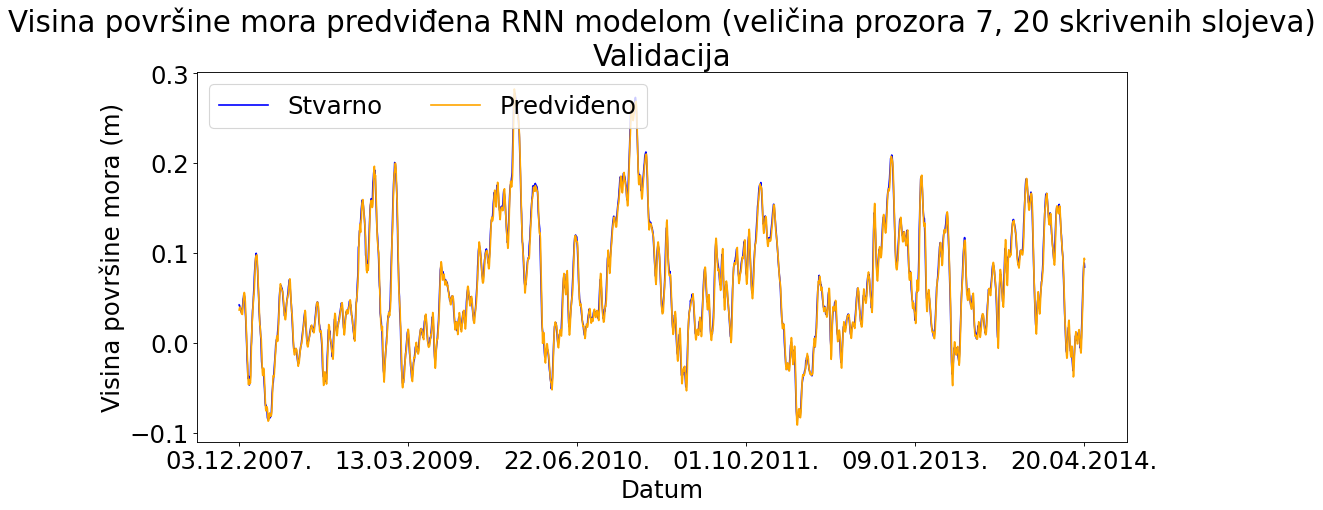 Visina površine mora predviđena RNN modelom (veličina prozora 7, 20 skrivenih slojeva)
Validacija
Stvarno Predviđeno
Visina površine mora (m)
0.3
0.2
0.1
0.0
−0.1
03.12.2007. 13.03.2009. 22.06.2010. 01.10.2011. 09.01.2013. 20.04.2014.
Datum